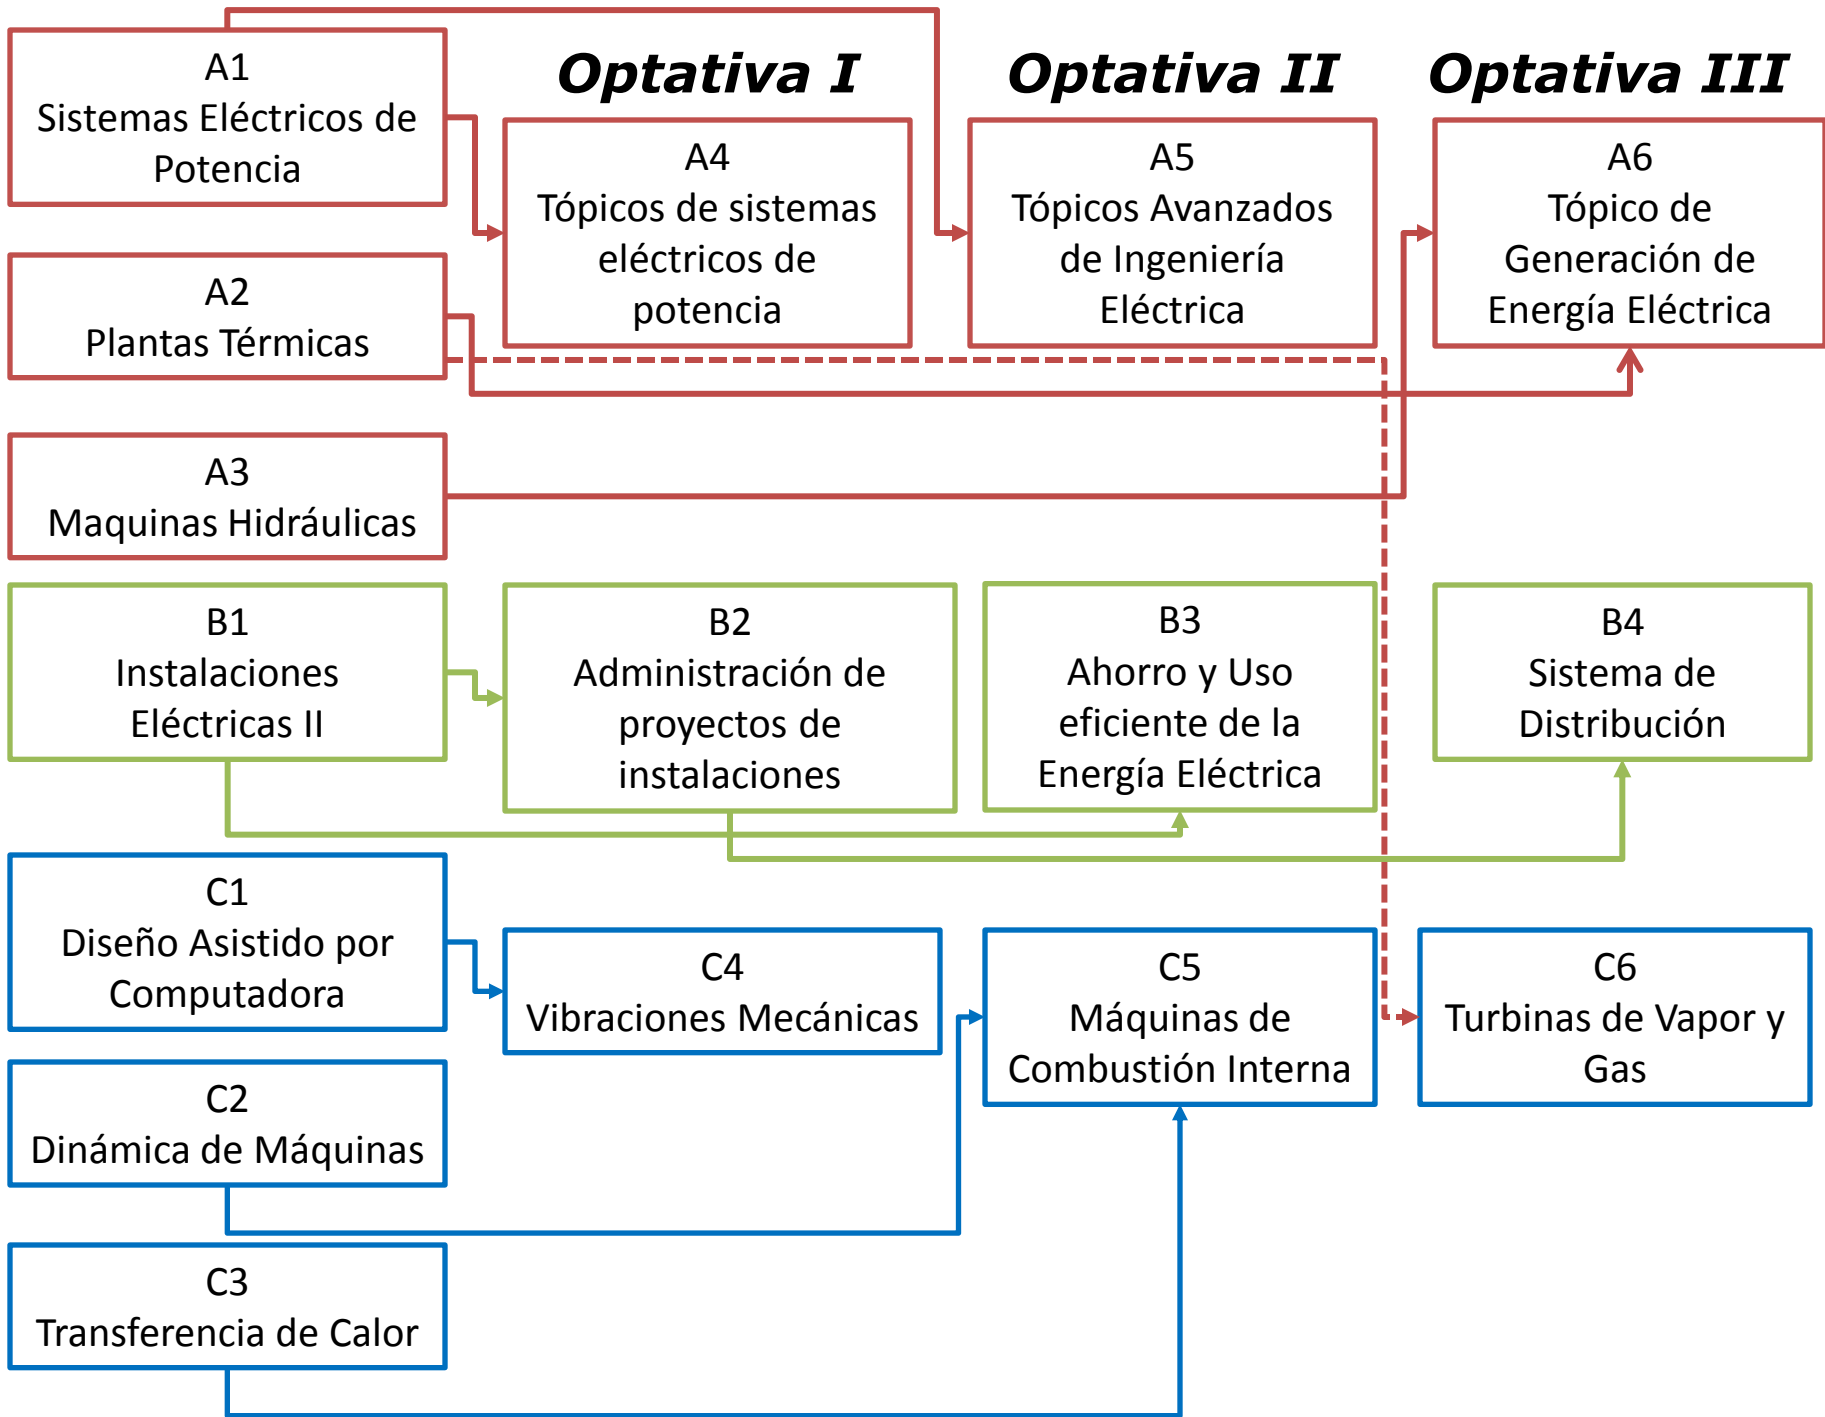 A1
Sistemas Eléctricos de
Potencia
Optativa I
Optativa II
Optativa III
A4
Tópicos de sistemas
eléctricos de
potencia
A5
Tópicos Avanzados
de Ingeniería
Eléctrica
A6
Tópico de
Generación de
Energía Eléctrica
A2
Plantas Térmicas
A3
Maquinas Hidráulicas
B1
Instalaciones
Eléctricas II
B2
Administración de
proyectos de
instalaciones
B3
Ahorro y Uso
eficiente de la
Energía Eléctrica
B4
Sistema de
Distribución
C1
Diseño Asistido por
Computadora
C4
Vibraciones Mecánicas
C5
Máquinas de
Combustión Interna
C6
Turbinas de Vapor y
Gas
C2
Dinámica de Máquinas
C3
Transferencia de Calor